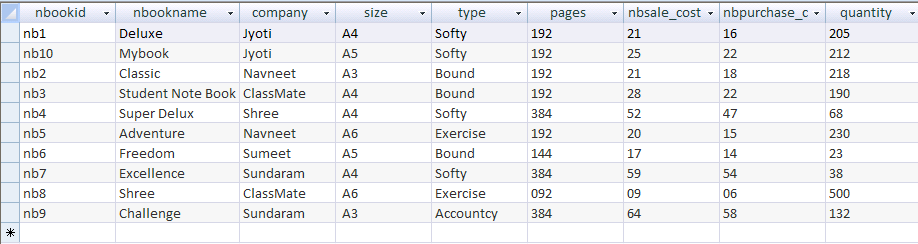 nbookid nbookname company size type pages nbsale_cost nbpurchase_c quantity
nb1 Deluxe Jyoti A4 Softy 192 21 16 205
nb10 Mybook Jyoti A5 Softy 192 25 22 212
nb2 Classic Navneet A3 Bound 192 21 18 218
nb3 Student Note Book ClassMate A4 Bound 192 28 22 190
nb4 Super Delux Shree A4 Softy 384 52 47 68
nb5 Adventure Navneet A6 Exercise 192 20 15 230
nb6 Freedom Sumeet A5 Bound 144 17 14 23
nb7 Excellence Sundaram A4 Softy 384 59 54 38
nb8 Shree ClassMate A6 Exercise 092 09 06 500
nb9 Challenge Sundaram A3 Accountcy 384 64 58 132